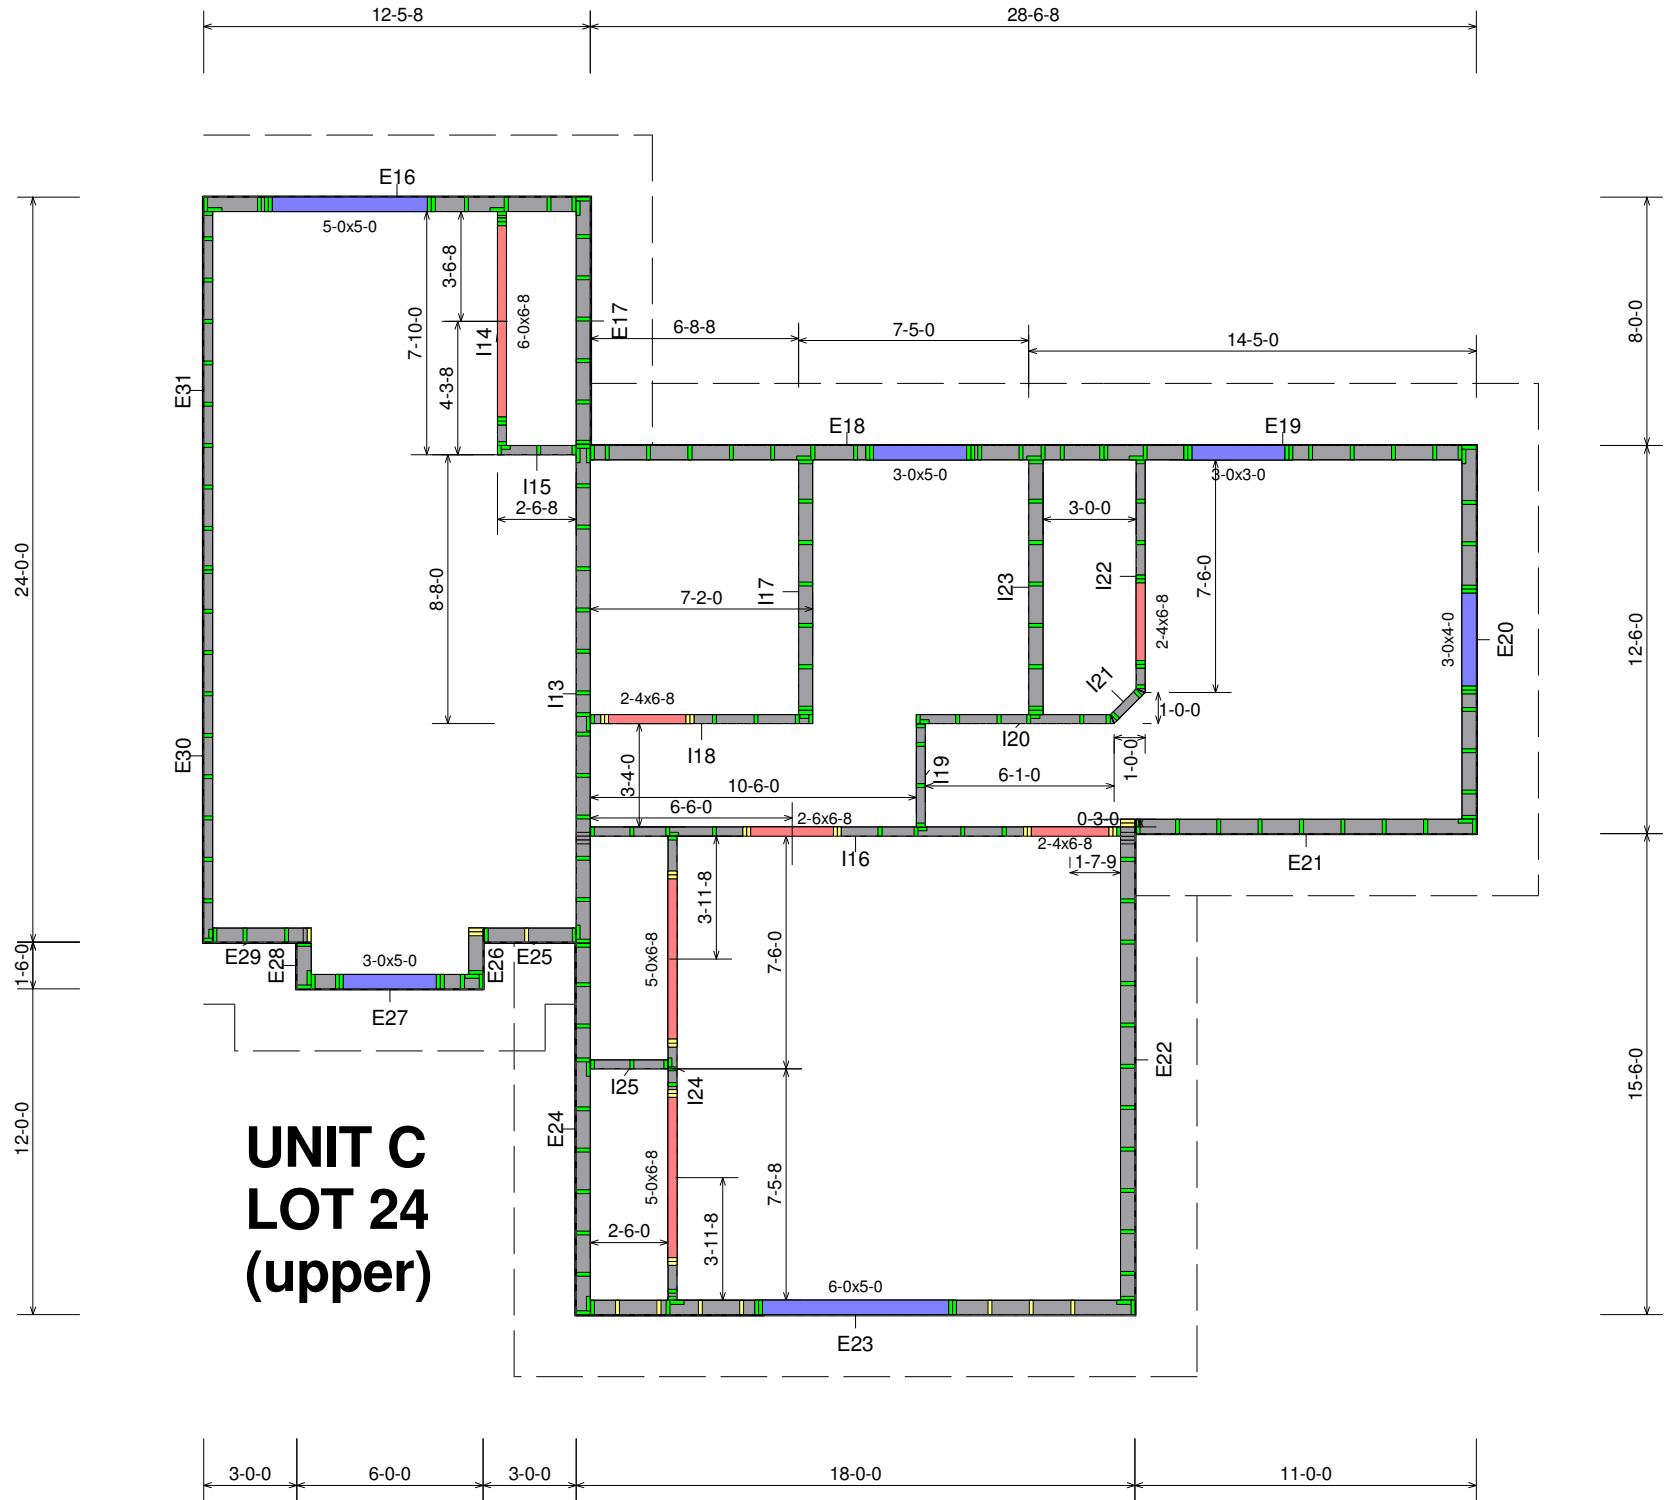 12-5-8
28-6-8
E16
5-0x5-0
3-6-8
7-10-0
4-3-8
I14
6-0x6-8
E17
6-8-8
7-5-0
14-5-0
8-0-0
E31
E18
E19
3-0x5-0
3-0x3-0
I15
2-6-8
3-0-0
24-0-0
8-8-0
7-2-0
I17
I23
I22
2-4x6-8
7-6-0
3-0x4-0
E20
12-6-0
I13
2-4x6-8
I21
1-0-0
E30
I18
3-4-0
I20
I19
1-0-0
6-1-0
10-6-0
6-6-0
2-6x6-8
0-3-0
I16
2-4x6-8
1-7-9
E21
3-11-8
7-6-0
5-0x6-8
1-6-0
E29
E28
3-0x5-0
E26
E25
E27
I25
I24
E22
15-6-0
12-0-0
E24
UNIT C
LOT 24
(upper)
5-0x6-8
7-5-8
3-11-8
2-6-0
6-0x5-0
E23
3-0-0
6-0-0
3-0-0
18-0-0
11-0-0